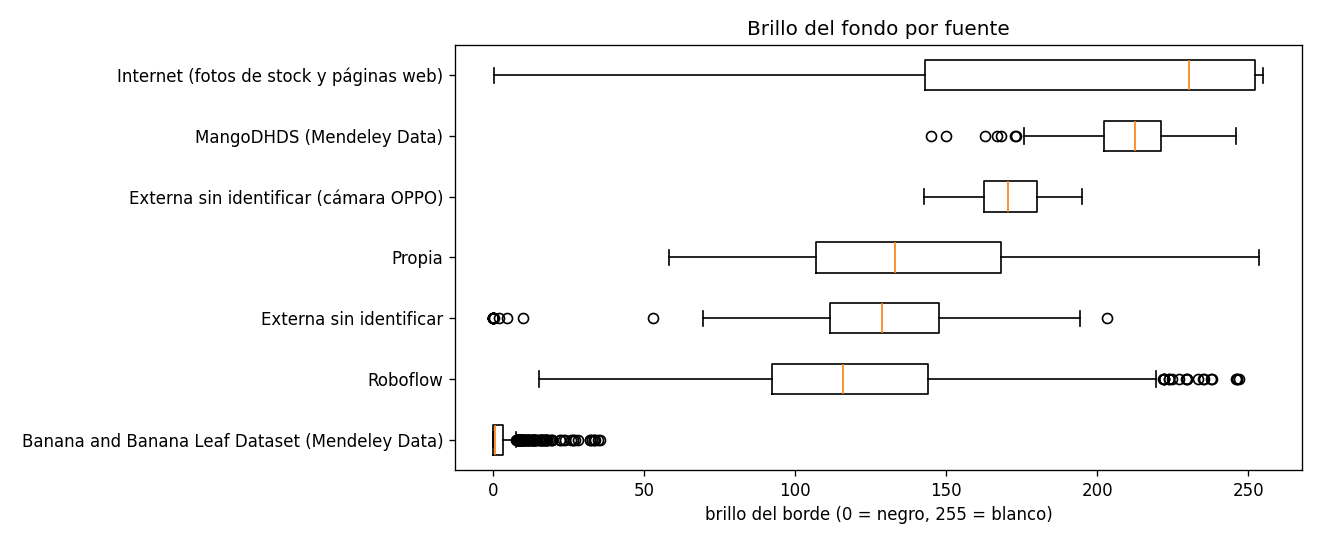 Brillo del fondo por fuente
Internet (fotos de stock y páginas web)
MangoDHDS (Mendeley Data)
Externa sin identificar (cámara OPPO)
Propia
Externa sin identificar
Roboflow
Banana and Banana Leaf Dataset (Mendeley Data)
0 50 100 150 200 250
brillo del borde (0 = negro, 255 = blanco)